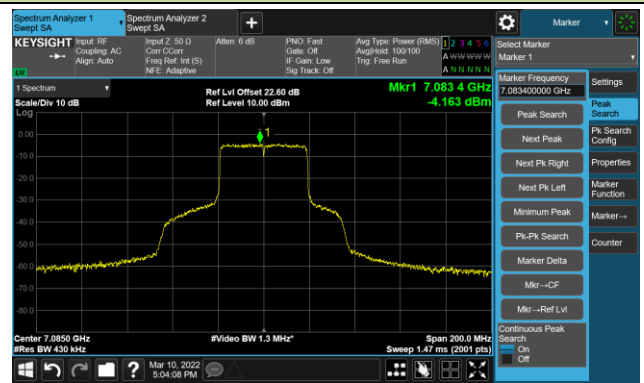 Spectrum Analyzer 1
Swept SA
Spectrum Analyzer 2
Swept SA
+
Marker
KEYSIGHT
Input: RF
Coupling: AC
Align: Auto
Input Z: 50 Ω
Corr CCorr
Freq Ref: Int (S)
NFE: Adaptive
Atten: 6 dB
PNO: Fast
Gate: Off
IF Gain: Low
Sig Track: Off
Avg Type: Power (RMS)
Avg|Hold: 100/100
Trig: Free Run
1 2 3 4 5 6
A W W W W W
A N N N N N
LW
Select Marker
Marker 1
1 Spectrum
Scale/Div 10 dB
Log
Ref Lvl Offset 22.60 dB
Ref Level 10.00 dBm
Mkr1 7.083 4 GHz
-4.163 dBm
1
0.00
-10.0
-20.0
-30.0
-40.0
-50.0
-60.0
-70.0
-80.0
Center 7.0850 GHz
#Res BW 430 kHz
#Video BW 1.3 MHz*
Span 200.0 MHz
Sweep 1.47 ms (2001 pts)
Marker Frequency
7.083400000 GHz
Peak Search
Next Peak
Next Pk Right
Next Pk Left
Minimum Peak
Pk-Pk Search
Marker Delta
Mkr→CF
Mkr→Ref Lvl
Continuous Peak
Search
On
Off
Settings
Peak
Search
Pk Search
Config
Properties
Marker
Function
Marker→
Counter
?
Mar 10, 2022
5:04:08 PM